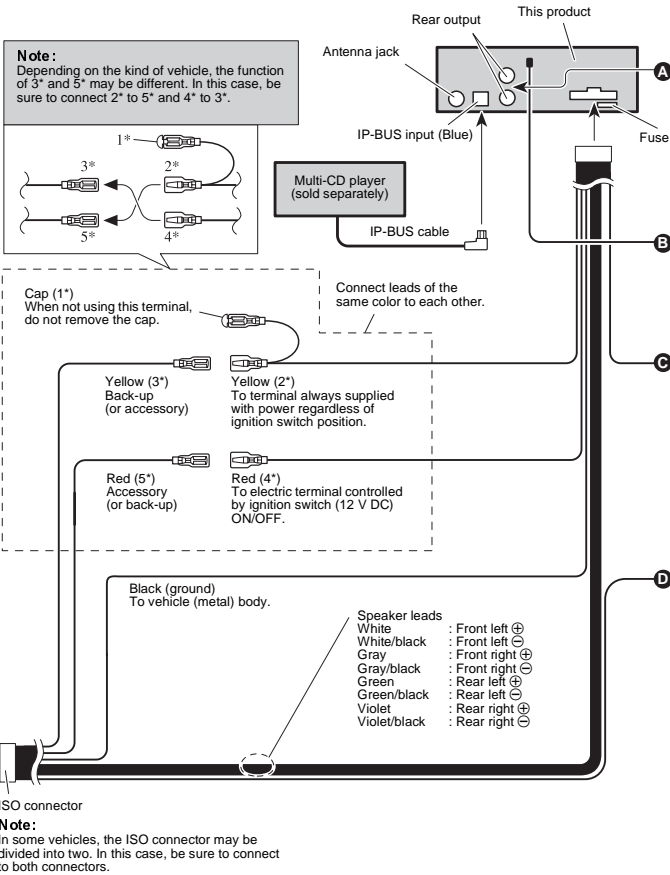 This product
Rear output
Antenna jack
A
IP-BUS input (Blue)
Fuse
Note:
Depending on the kind of vehicle, the function
of 3* and 5* may be different. In this case, be
sure to connect 2* to 5* and 4* to 3*.
1*
3*
2*
5*
4*
Multi-CD player
(sold separately)
IP-BUS cable
B
Cap (1*)
When not using this terminal,
do not remove the cap.
Connect leads of the
same color to each other.
C
Yellow (3*)
Back-up
(or accessory)
Yellow (2*)
To terminal always supplied
with power regardless of
ignition switch position.
Red (5*)
Accessory
(or back-up)
Red (4*)
To electric terminal controlled
by ignition switch (12 V DC)
ON/OFF.
Black (ground)
To vehicle (metal) body.
D
Speaker leads
White : Front left ⊕
White/black : Front left ⊖
Gray : Front right ⊕
Gray/black : Front right ⊖
Green : Rear left ⊕
Green/black : Rear left ⊖
Violet : Rear right ⊕
Violet/black : Rear right ⊖
ISO connector
Note:
In some vehicles, the ISO connector may be
divided into two. In this case, be sure to connect
to both connectors.